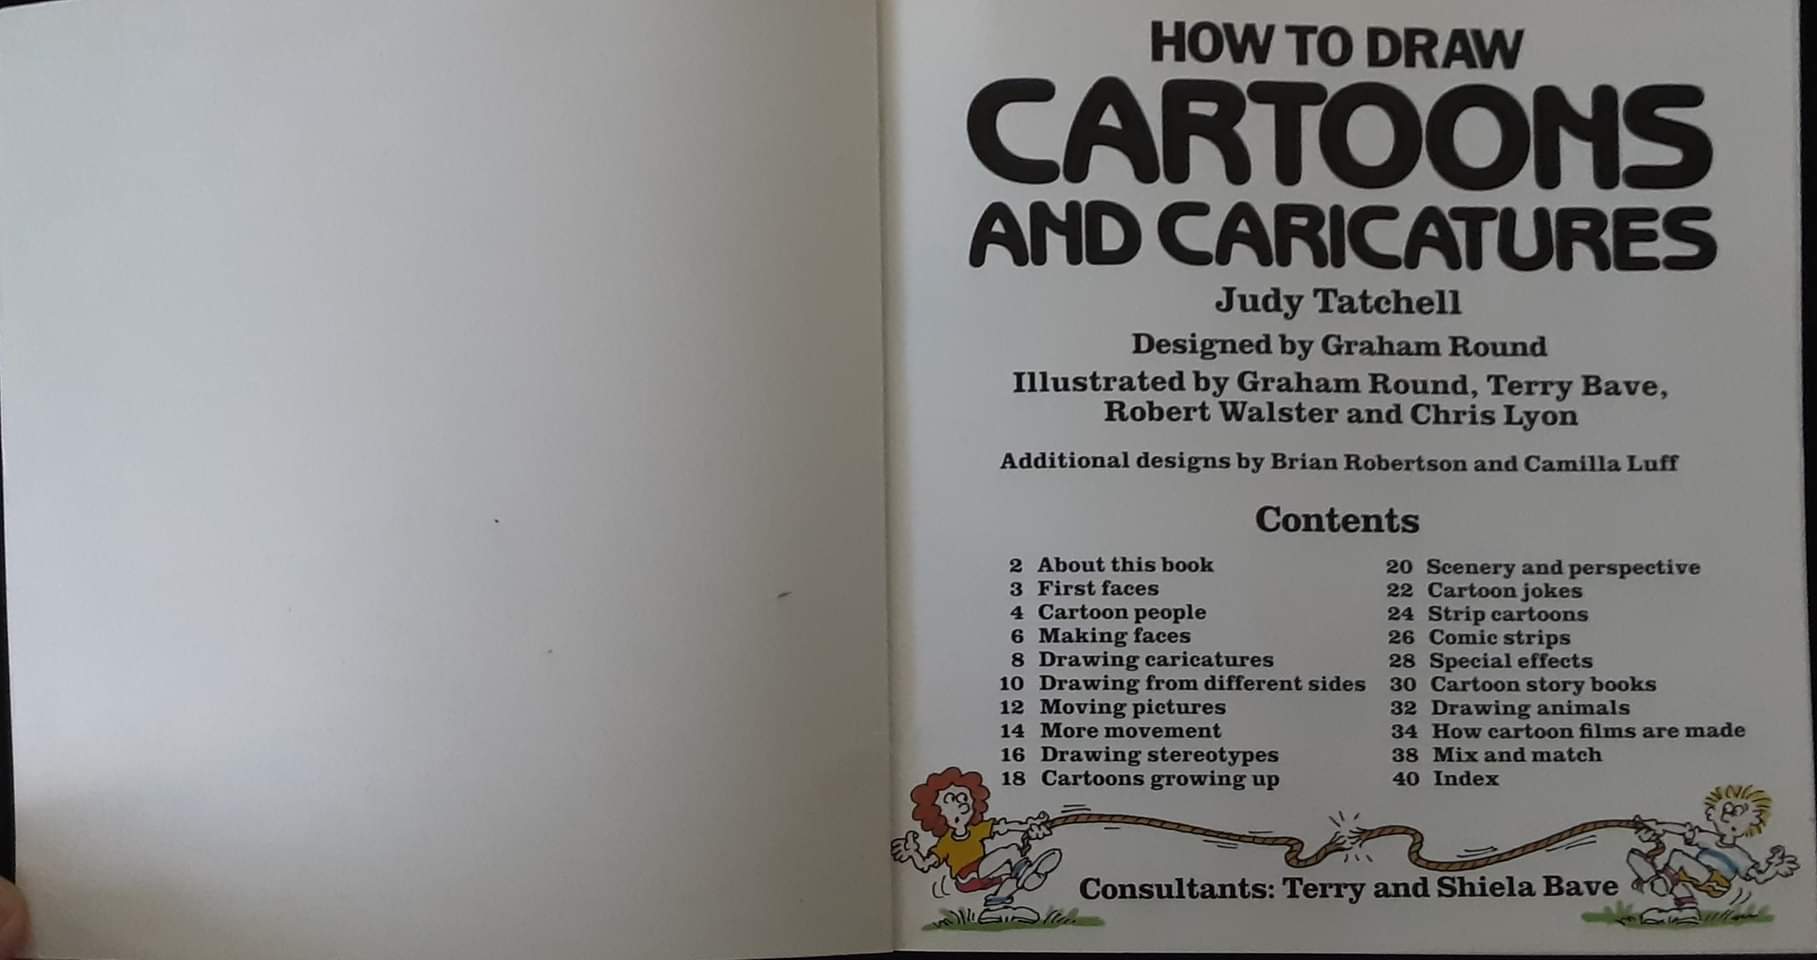 HOW TO DRAW
CARTOONS
AND CARICATURES
Judy Tatchell
Designed by Graham Round
Illustrated by Graham Round, Terry Bave,
Robert Walster and Chris Lyon
Additional designs by Brian Robertson and Camilla Luff
Contents
2 About this book
3 First faces
4 Cartoon people
6 Making faces
8 Drawing caricatures
10 Drawing from different sides
12 Moving pictures
14 More movement
16 Drawing stereotypes
18 Cartoons growing up
20 Scenery and perspective
22 Cartoon jokes
24 Strip cartoons
26 Comic strips
28 Special effects
30 Cartoon story books
32 Drawing animals
34 How cartoon films are made
38 Mix and match
40 Index
Consultants: Terry and Shiela Bave